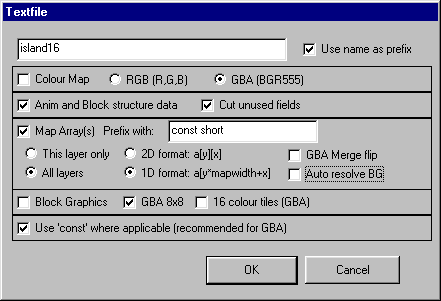 Textfile
island16
Use name as prefix
Colour Map RGB (R,G,B) GBA (BGR555)
Anim and Block structure data Cut unused fields
Map Array(s) Prefix with: const short
This layer only 2D format: a[y][x] GBA Merge flip
All layers 1D format: a[y*mapwidth+x] Auto resolve BG
Block Graphics GBA 8x8 16 colour tiles (GBA)
Use 'const' where applicable (recommended for GBA)
OK Cancel